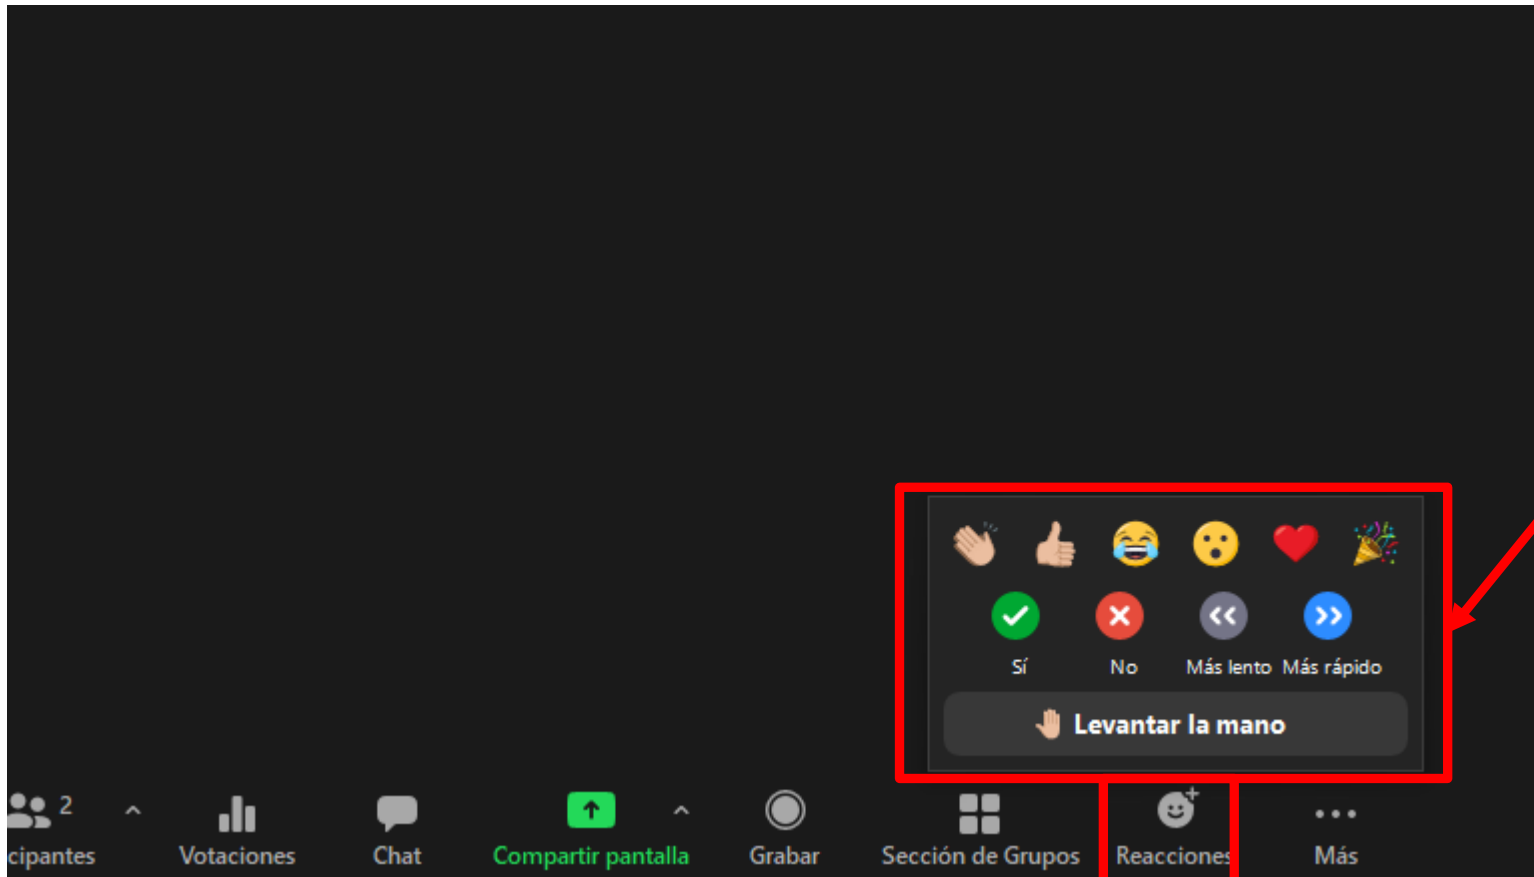 Sí No Más lento Más rápido
Levantar la mano
2
cipantes Votaciones Chat Compartir pantalla Grabar Sección de Grupos Reacciones Más